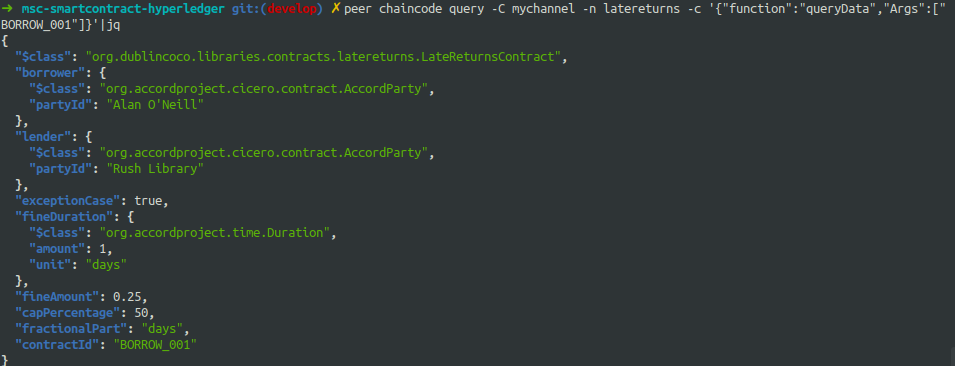 → msc-smartcontract-hyperledger git:(develop) ✗ peer chaincode query -C mychannel -n latereturns -c '{"function":"queryData","Args":["
BORROW_001"]}'|jq
{
  "$class": "org.dublincoco.libraries.contracts.latereturns.LateReturnsContract",
  "borrower": {
    "$class": "org.accordproject.cicero.contract.AccordParty",
    "partyId": "Alan O'Neill"
  },
  "lender": {
    "$class": "org.accordproject.cicero.contract.AccordParty",
    "partyId": "Rush Library"
  },
  "exceptionCase": true,
  "fineDuration": {
    "$class": "org.accordproject.time.Duration",
    "amount": 1,
    "unit": "days"
  },
  "fineAmount": 0.25,
  "capPercentage": 50,
  "fractionalPart": "days",
  "contractId": "BORROW_001"
}